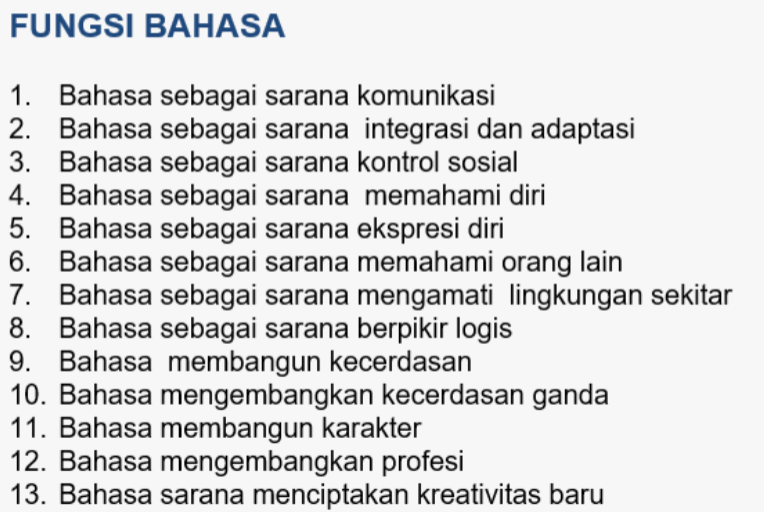 FUNGSI BAHASA
1. Bahasa sebagai sarana komunikasi
2. Bahasa sebagai sarana  integrasi dan adaptasi
3. Bahasa sebagai sarana kontrol sosial
4. Bahasa sebagai sarana  memahami diri
5. Bahasa sebagai sarana ekspresi diri
6. Bahasa sebagai sarana memahami orang lain
7. Bahasa sebagai sarana mengamati  lingkungan sekitar
8. Bahasa sebagai sarana berpikir logis
9. Bahasa  membangun kecerdasan
10. Bahasa mengembangkan kecerdasan ganda
11. Bahasa membangun karakter
12. Bahasa mengembangkan profesi
13. Bahasa sarana menciptakan kreativitas baru